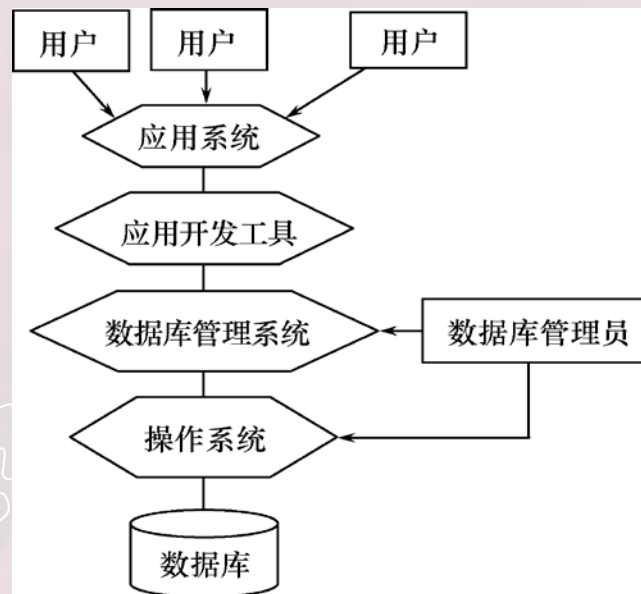 用户
用户
用户
应用系统
应用开发工具
数据库管理系统
数据库管理员
操作系统
数据库